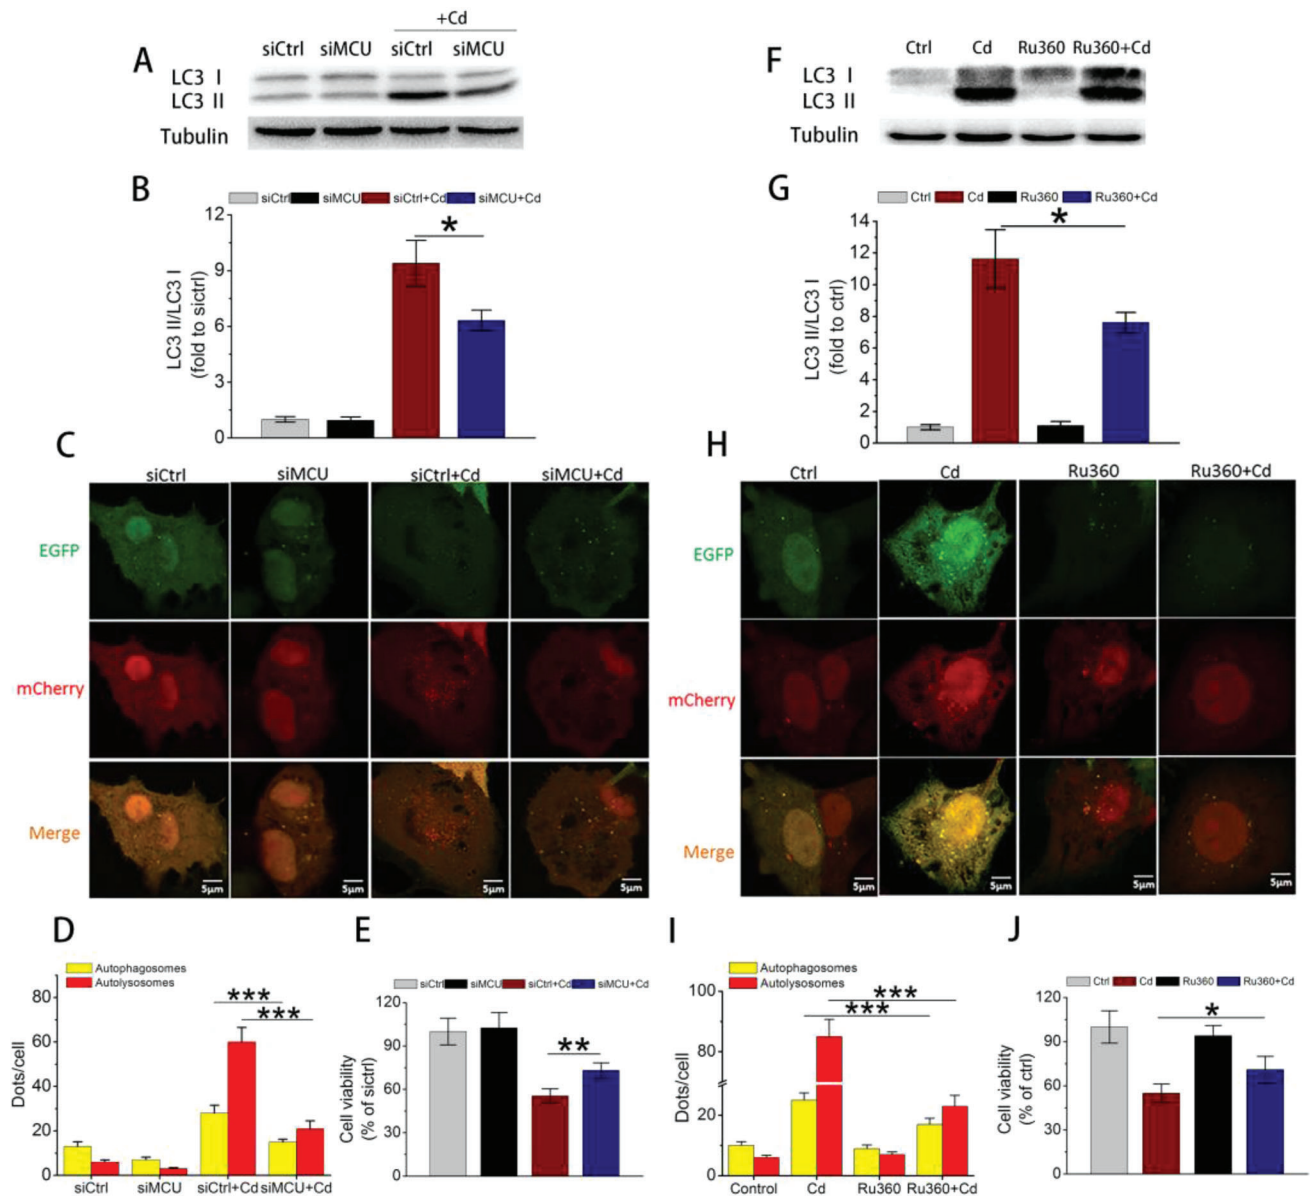 A
+Cd
siCtrl siMCU siCtrl siMCU
LC3 I
LC3 II
Tubulin
B
siCtrl siMCU siCtrl+Cd siMCU+Cd
LC3 II/LC3 I
(fold to sictrl)
12
9
6
3
0
*
C
siCtrl siMCU siCtrl+Cd siMCU+Cd
EGFP
mCherry
Merge
5μm 5μm 5μm 5μm
D
Autophagosomes
Autolysosomes
Dots/cell
80
60
40
20
0
***
***
siCtrl siMCU siCtrl+Cd siMCU+Cd
E
siCtrl siMCU siCtrl+Cd siMCU+Cd
Cell viability
(% of sictrl)
120
90
60
30
0
**
F
Ctrl Cd Ru360 Ru360+Cd
LC3 I
LC3 II
Tubulin
G
Ctrl Cd Ru360 Ru360+Cd
LC3 II/LC3 I
(fold to ctrl)
14
12
10
8
6
4
2
0
*
H
Ctrl Cd Ru360 Ru360+Cd
EGFP
mCherry
Merge
5μm 5μm 5μm 5μm
I
Autophagosomes
Autolysosomes
Dots/cell
100
80
20
0
***
***
Control Cd Ru360 Ru360+Cd
J
Ctrl Cd Ru360 Ru360+Cd
Cell viability
(% of ctrl)
120
90
60
30
0
*